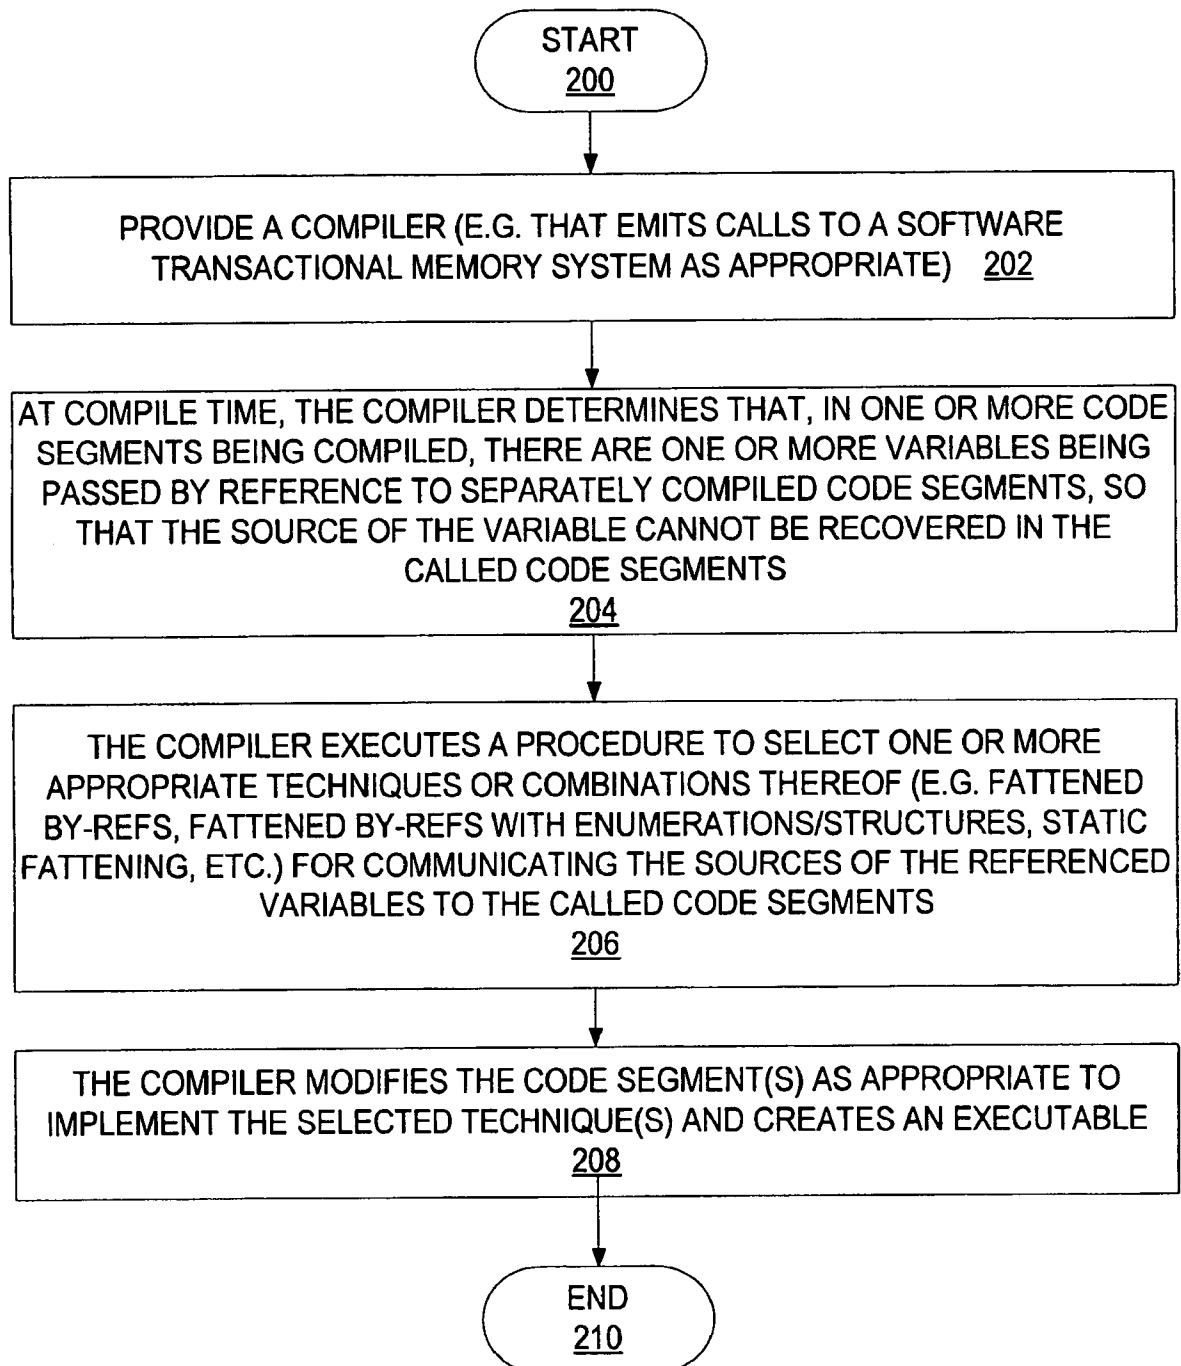 START
200
PROVIDE A COMPILER (E.G. THAT EMITS CALLS TO A SOFTWARE
TRANSACTIONAL MEMORY SYSTEM AS APPROPRIATE) 202
AT COMPILE TIME, THE COMPILER DETERMINES THAT, IN ONE OR MORE CODE
SEGMENTS BEING COMPILED, THERE ARE ONE OR MORE VARIABLES BEING
PASSED BY REFERENCE TO SEPARATELY COMPILED CODE SEGMENTS, SO
THAT THE SOURCE OF THE VARIABLE CANNOT BE RECOVERED IN THE
CALLED CODE SEGMENTS
204
THE COMPILER EXECUTES A PROCEDURE TO SELECT ONE OR MORE
APPROPRIATE TECHNIQUES OR COMBINATIONS THEREOF (E.G. FATTENED
BY-REFS, FATTENED BY-REFS WITH ENUMERATIONS/STRUCTURES, STATIC
FATTENING, ETC.) FOR COMMUNICATING THE SOURCES OF THE REFERENCED
VARIABLES TO THE CALLED CODE SEGMENTS
206
THE COMPILER MODIFIES THE CODE SEGMENT(S) AS APPROPRIATE TO
IMPLEMENT THE SELECTED TECHNIQUE(S) AND CREATES AN EXECUTABLE
208
END
210